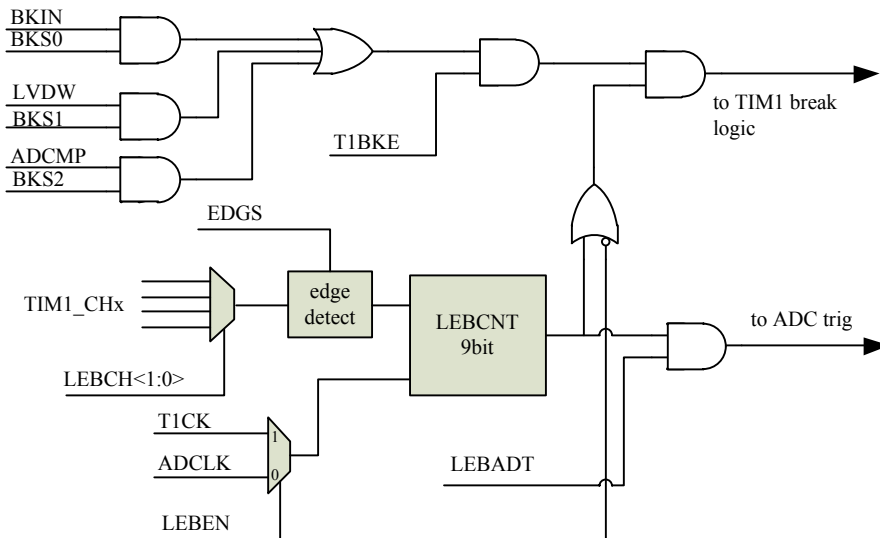 BKIN
BKS0
LVDW
BKS1
ADCMP
BKS2
T1BKE
to TIM1 break
logic
EDGS
TIM1_CHx
edge
detect
LEBCNT
9bit
to ADC trig
LEBCH<1:0>
T1CK
1
ADCLK
0
LEBADT
LEBEN